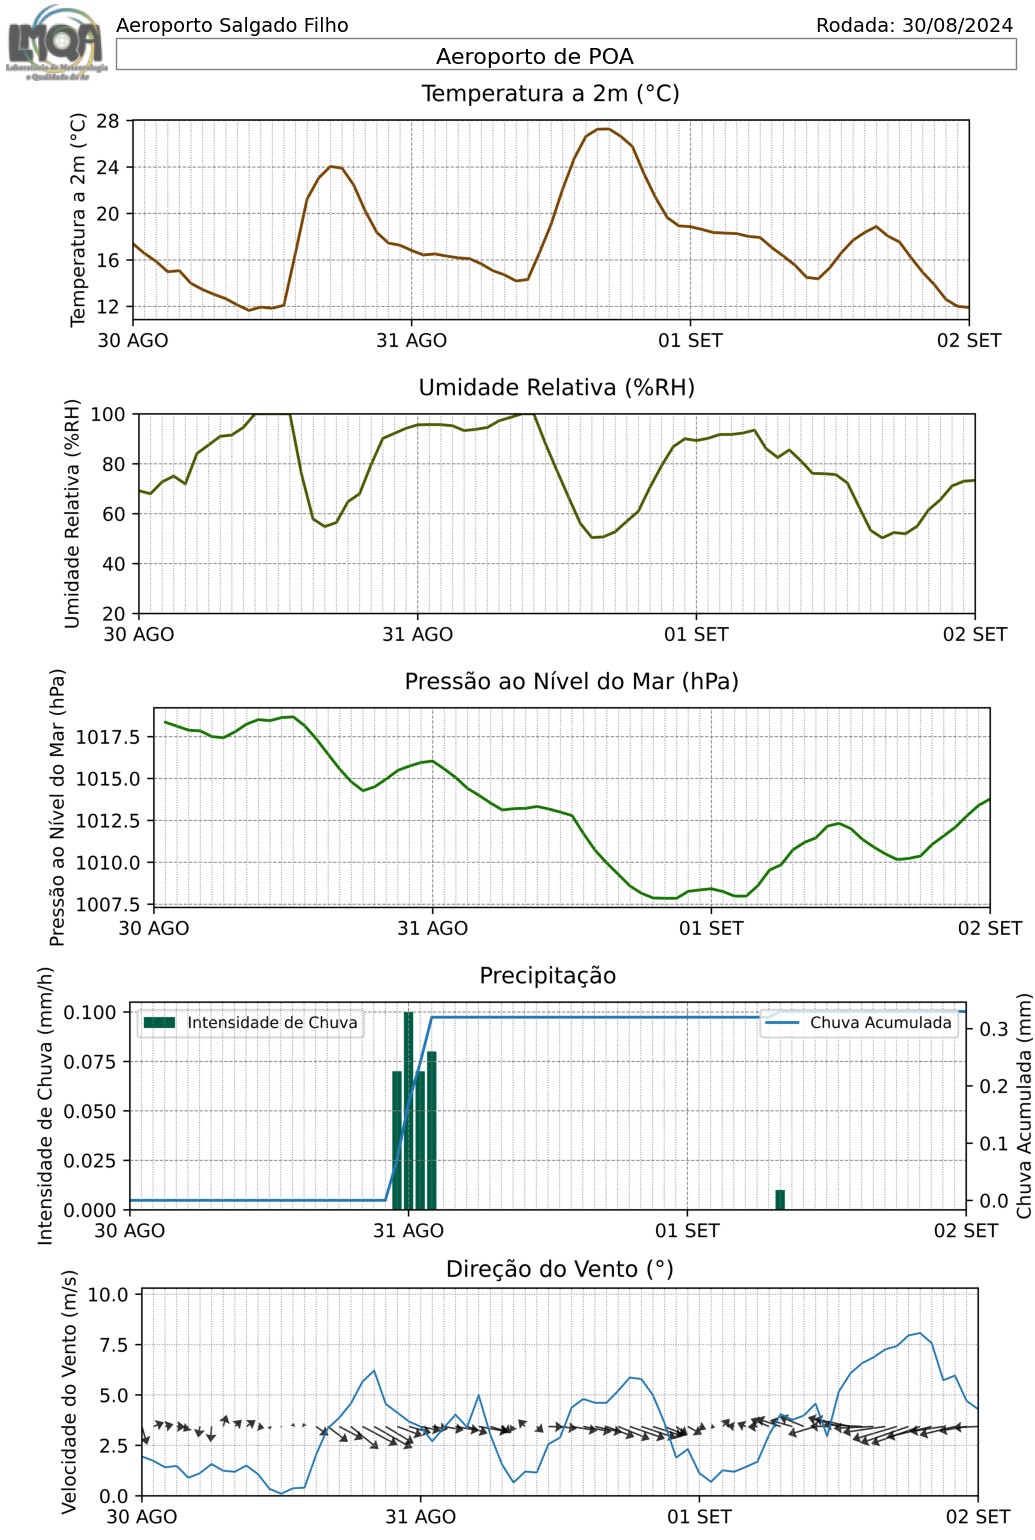 LMQA
Laboratório de Meteorologia
e Qualidade do Ar
Aeroporto Salgado Filho
Rodada: 30/08/2024
Aeroporto de POA
Temperatura a 2m (°C)
Temperatura a 2m (°C)
28
24
20
16
12
30 AGO
31 AGO
01 SET
02 SET
Umidade Relativa (%RH)
Umidade Relativa (%RH)
100
80
60
40
20
30 AGO
31 AGO
01 SET
02 SET
Pressão ao Nível do Mar (hPa)
Pressão ao Nível do Mar (hPa)
1017.5
1015.0
1012.5
1010.0
1007.5
30 AGO
31 AGO
01 SET
02 SET
Precipitação
Intensidade de Chuva (mm/h)
0.100
0.075
0.050
0.025
0.000
Intensidade de Chuva
Chuva Acumulada
0.3
0.2
0.1
0.0
Chuva Acumulada (mm)
30 AGO
31 AGO
01 SET
02 SET
Direção do Vento (°)
Velocidade do Vento (m/s)
10.0
7.5
5.0
2.5
0.0
30 AGO
31 AGO
01 SET
02 SET